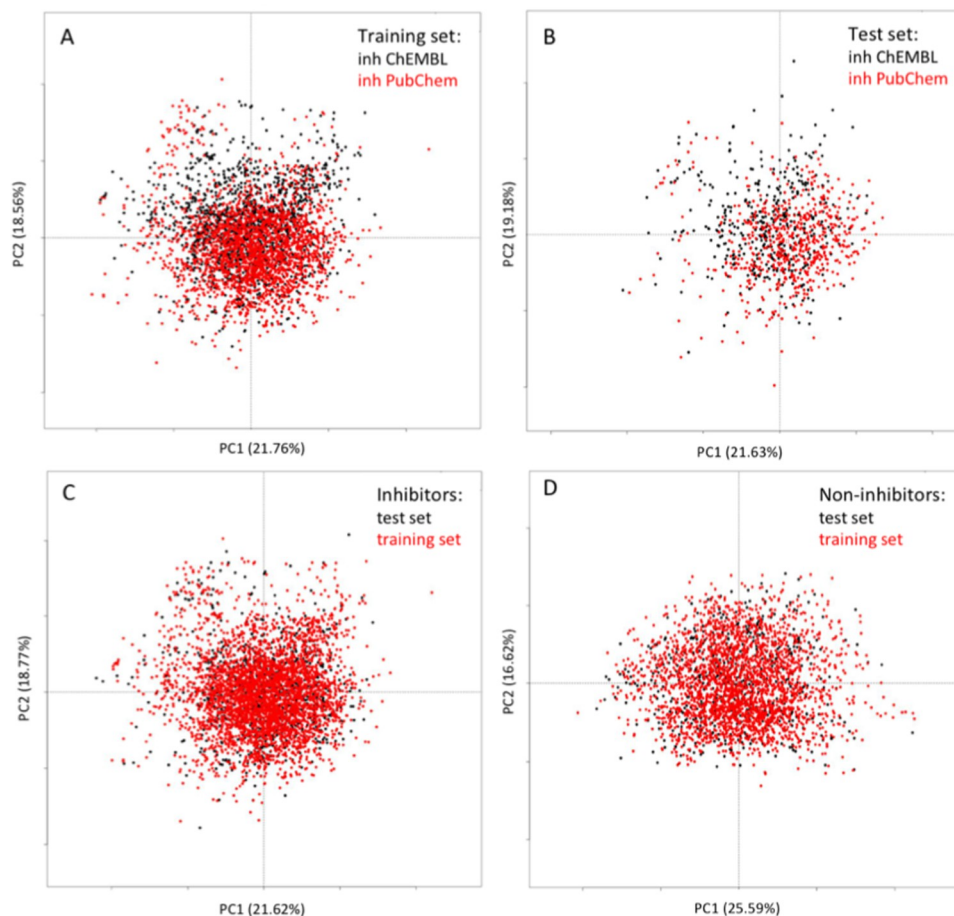 A
Training set:
inh ChEMBL
inh PubChem
PC2 (18.56%)
PC1 (21.76%)
B
Test set:
inh ChEMBL
inh PubChem
PC2 (19.18%)
PC1 (21.63%)
C
Inhibitors:
test set
training set
PC2 (18.77%)
PC1 (21.62%)
D
Non-inhibitors:
test set
training set
PC2 (16.62%)
PC1 (25.59%)